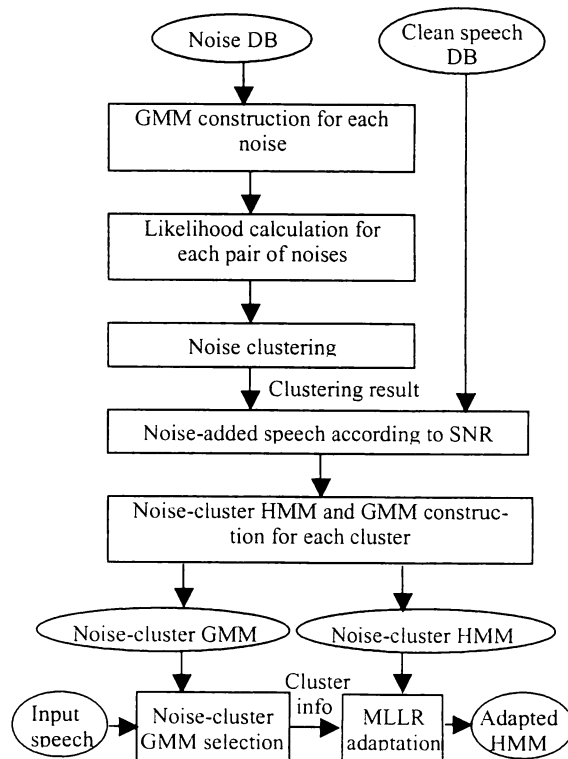 Noise DB
Clean speech
DB
GMM construction for each
noise
Likelihood calculation for
each pair of noises
Noise clustering
Clustering result
Noise-added speech according to SNR
Noise-cluster HMM and GMM construc-
tion for each cluster
Noise-cluster GMM
Noise-cluster HMM
Input
speech
Noise-cluster
GMM selection
Cluster
info
MLLR
adaptation
Adapted
HMM